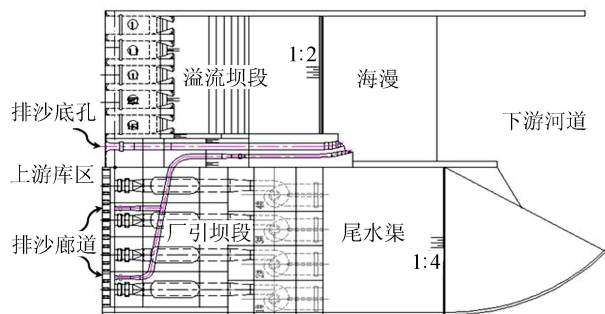 溢流坝段
1:2
海漫
排沙底孔
下游河道
上游库区
厂引坝段
尾水渠
排沙廊道
1:4